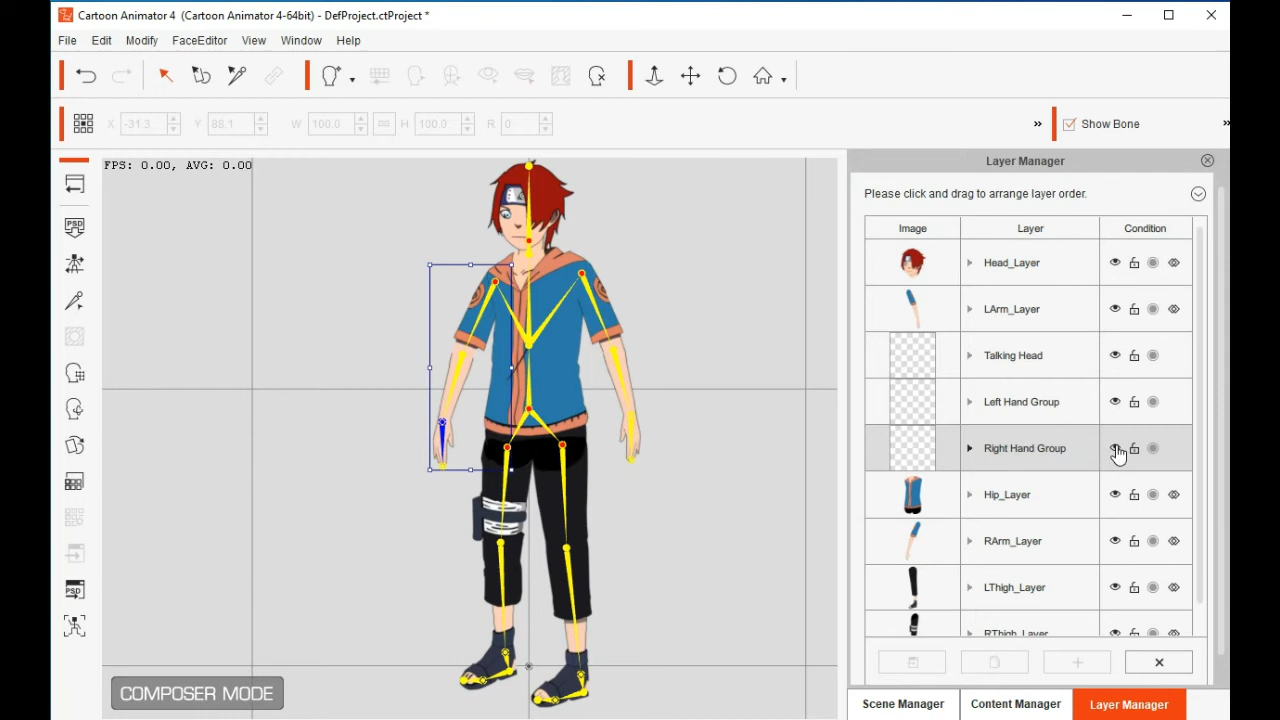 Cartoon Animator 4 (Cartoon Animator 4-64bit) - DefProject.ctProject *
File Edit Modify FaceEditor View Window Help
X -31.3 Y 88.1 W 100.0 H 100.0 R 0 » Show Bone »
FPS: 0.00, AVG: 0.00
Layer Manager
Please click and drag to arrange layer order.
Image Layer Condition
Head_Layer
LArm_Layer
Talking Head
Left Hand Group
Right Hand Group
Hip_Layer
RArm_Layer
LThigh_Layer
RThigh_Layer
PSD
PSD
COMPOSER MODE
Scene Manager Content Manager Layer Manager